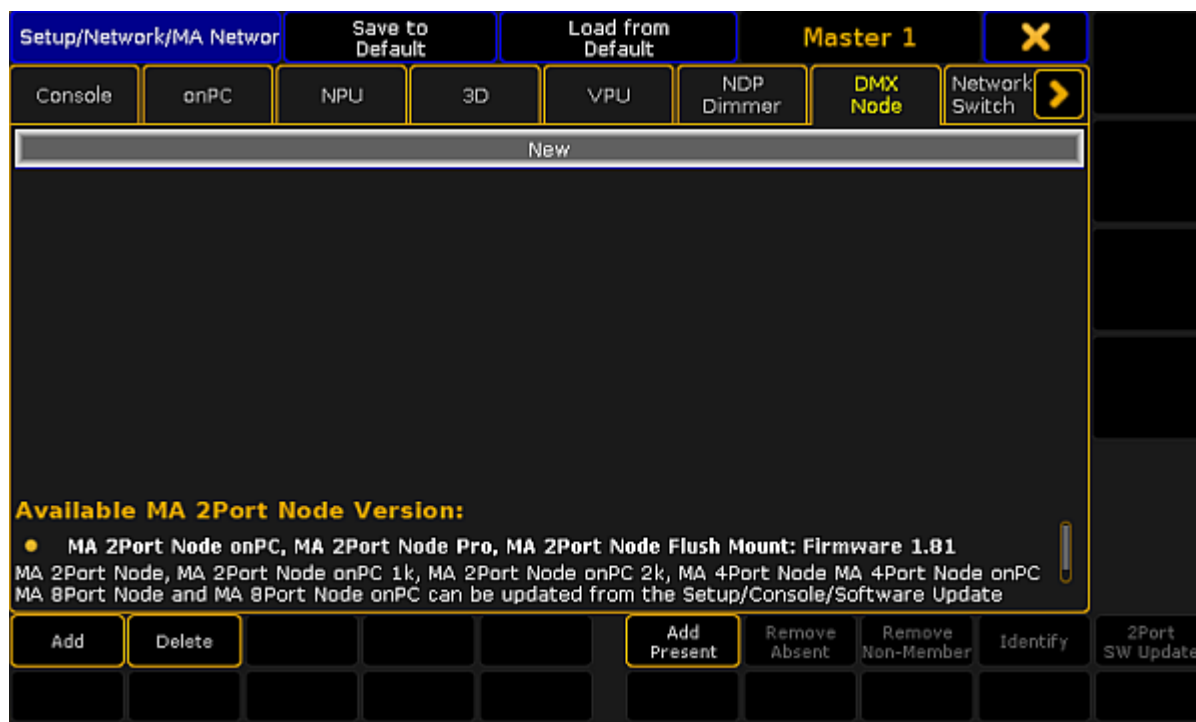 Setup/Network/MA Networ
Save to
Default
Load from
Default
Master 1
Console
onPC
NPU
3D
VPU
NDP
Dimmer
DMX
Node
Network
Switch
New
Available MA 2Port Node Version:
MA 2Port Node onPC, MA 2Port Node Pro, MA 2Port Node Flush Mount: Firmware 1.81
MA 2Port Node, MA 2Port Node onPC 1k, MA 2Port Node onPC 2k, MA 4Port Node MA 4Port Node onPC
MA 8Port Node and MA 8Port Node onPC can be updated from the Setup/Console/Software Update
Add
Delete
Add
Present
Remove
Absent
Remove
Non-Member
Identify
2Port
SW Update